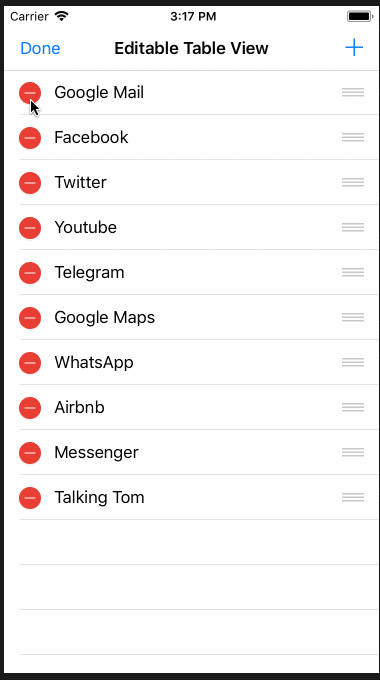 Carrier 3:17 PM
Done Editable Table View +
Google Mail
Facebook
Twitter
Youtube
Telegram
Google Maps
WhatsApp
Airbnb
Messenger
Talking Tom